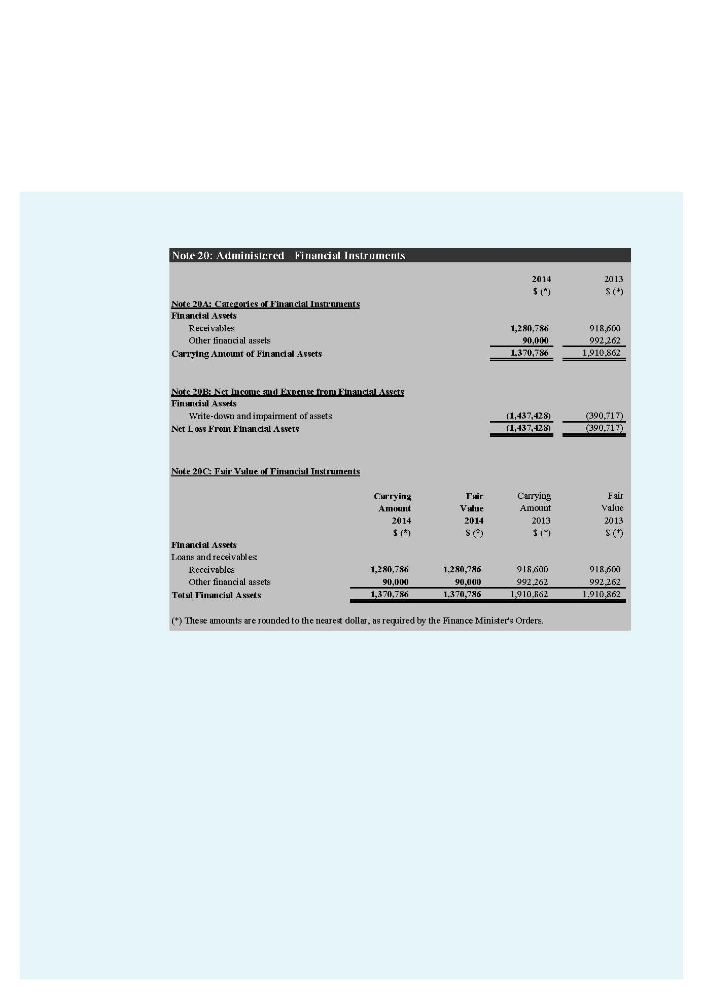 Note 20: Administered - Financial Instruments
2014 2013
$ (*) $ (*)
Note 20A: Categories of Financial Instruments
Financial Assets
Receivables 1,280,786 918,600
Other financial assets 90,000 992,262
Carrying Amount of Financial Assets 1,370,786 1,910,862
Note 20B: Net Income and Expense from Financial Assets
Financial Assets
Write-down and impairment of assets (1,437,428) (390,717)
Net Loss From Financial Assets (1,437,428) (390,717)
Note 20C: Fair Value of Financial Instruments
Carrying Fair Carrying Fair
Amount Value Amount Value
2014 2014 2013 2013
$ (*) $ (*) $ (*) $ (*)
Financial Assets
Loans and receivables:
Receivables 1,280,786 1,280,786 918,600 918,600
Other financial assets 90,000 90,000 992,262 992,262
Total Financial Assets 1,370,786 1,370,786 1,910,862 1,910,862
(*) These amounts are rounded to the nearest dollar, as required by the Finance Minister's Orders.